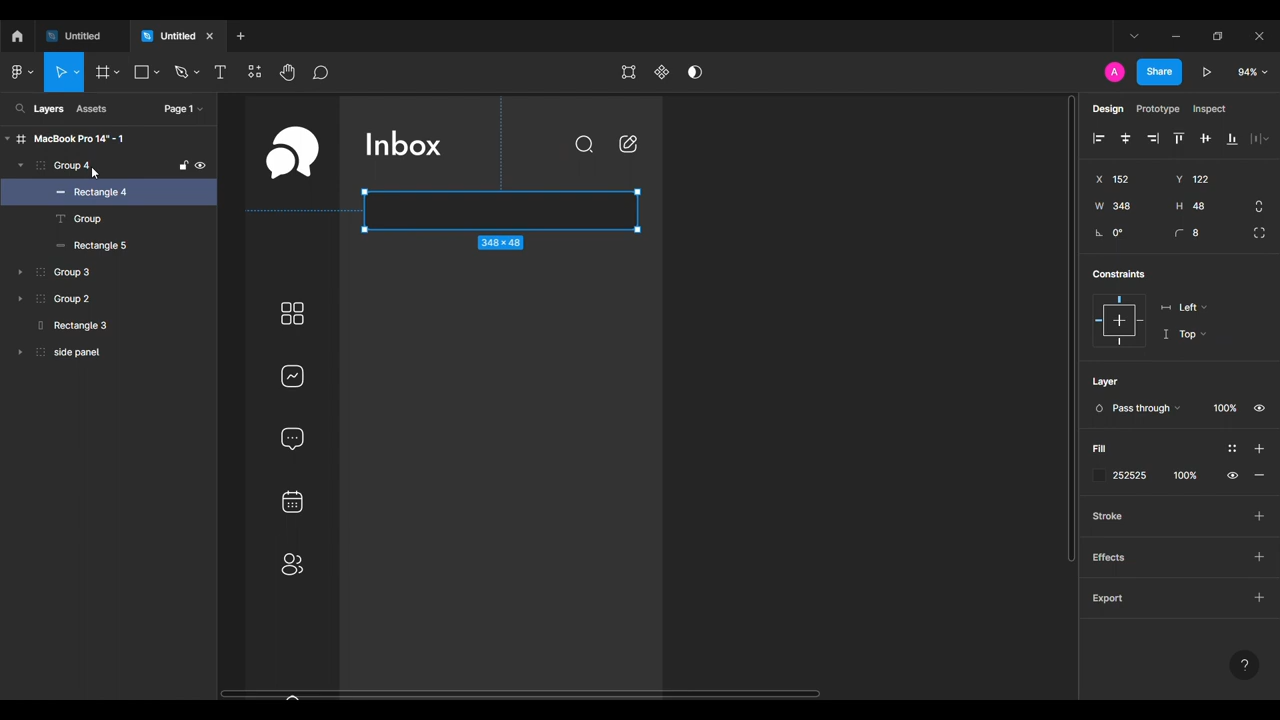 Untitled
Untitled
A
Share
94%
Layers
Assets
Page 1
Design
Prototype
Inspect
MacBook Pro 14" - 1
Group 4
Rectangle 4
Group
Rectangle 5
Group 3
Group 2
Rectangle 3
side panel
Inbox
348 × 48
X 152
Y 122
W 348
H 48
0°
8
Constraints
Left
Top
Layer
Pass through
100%
Fill
252525
100%
Stroke
Effects
Export
?